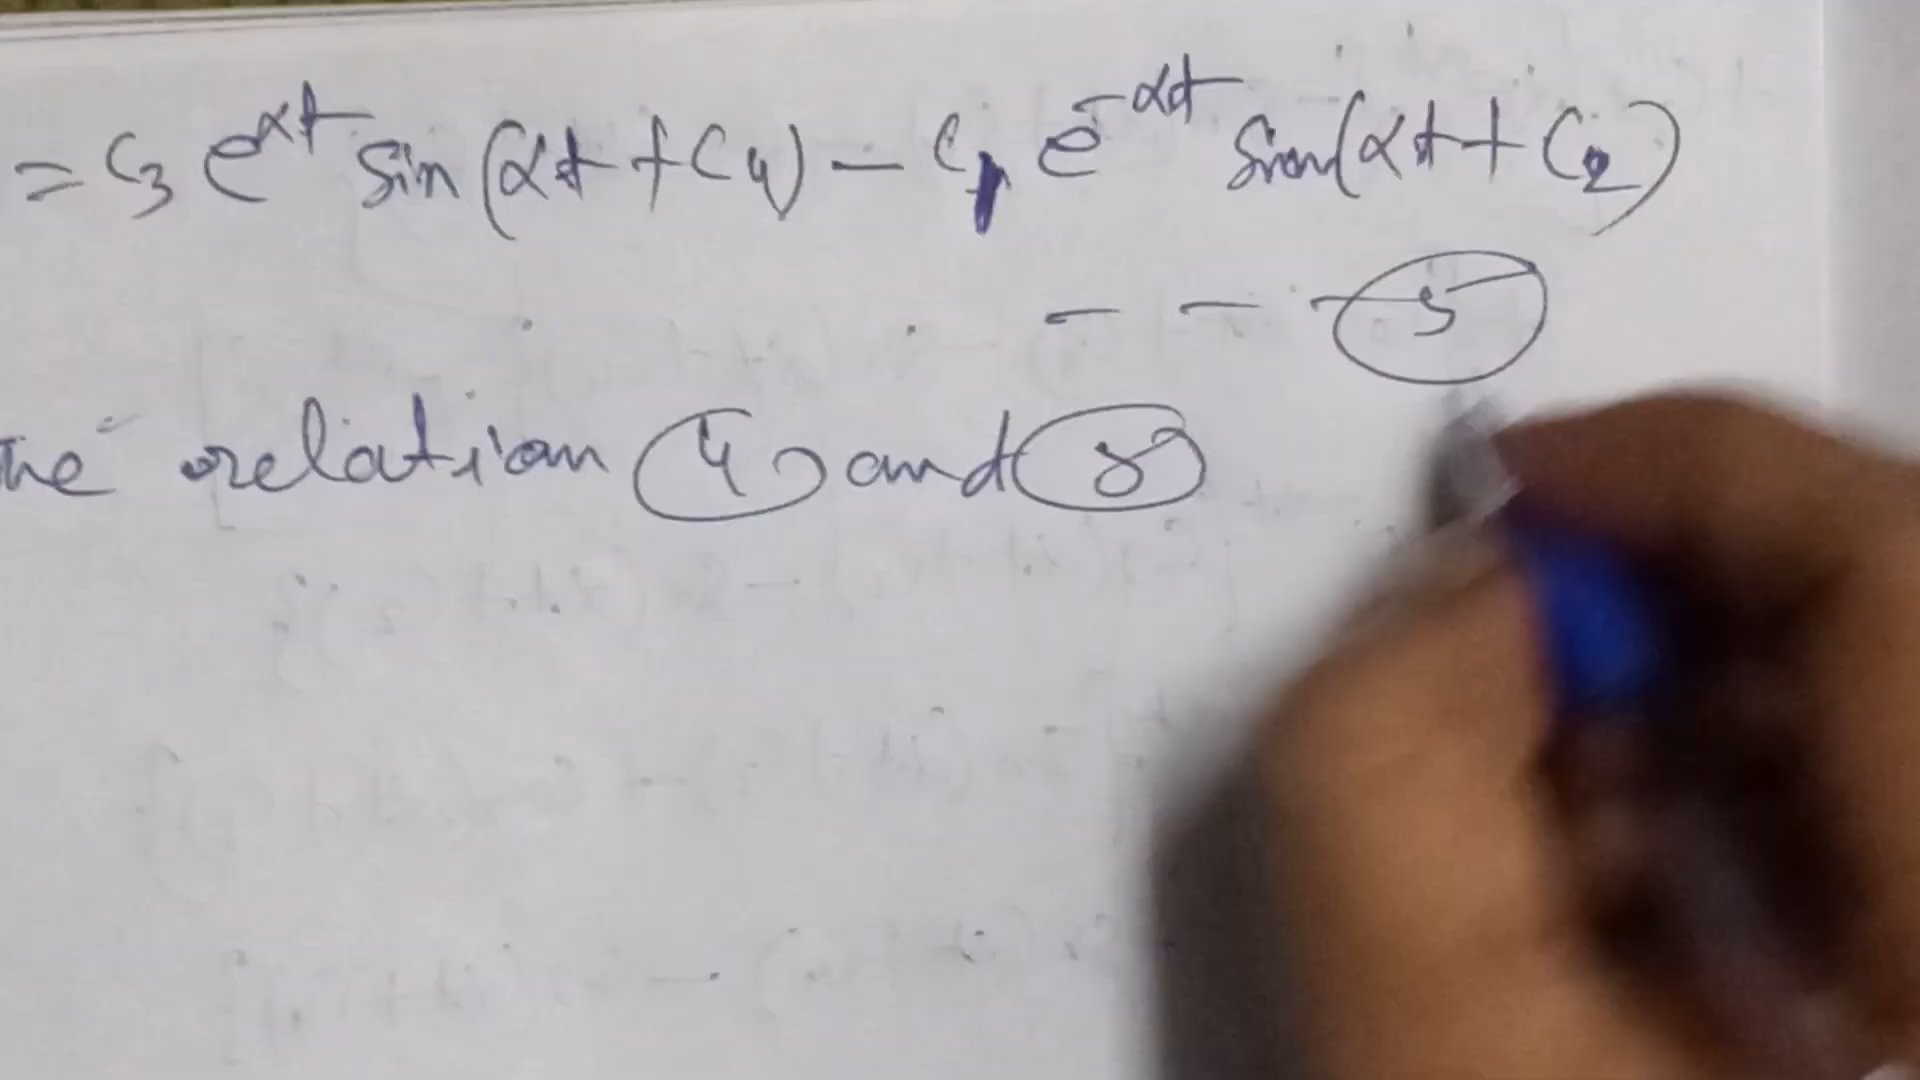 = C₃ e^αt sin(αt + C₄) - C₁ e^-αt sin(αt + C₂)
- - - ⑤
the relation ④ and ⑤